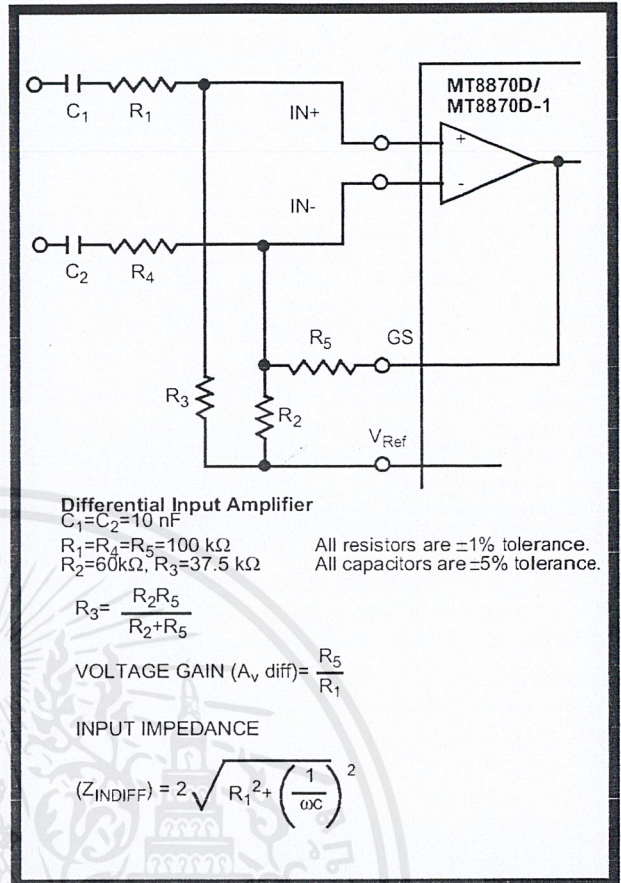 MT8870D/
MT8870D-1
C₁ R₁
IN+
+
-
IN-
C₂ R₄
R₅ GS
R₃
R₂
V_Ref
Differential Input Amplifier
C₁=C₂=10 nF
R₁=R₄=R₅=100 kΩ All resistors are ±1% tolerance.
R₂=60kΩ, R₃=37.5 kΩ All capacitors are ±5% tolerance.
R₃= R₂R₅ / R₂+R₅
VOLTAGE GAIN (Aᵥ diff)= R₅ / R₁
INPUT IMPEDANCE
(Z_INDIFF) = 2 √ R₁²+ (1 / ωc)²